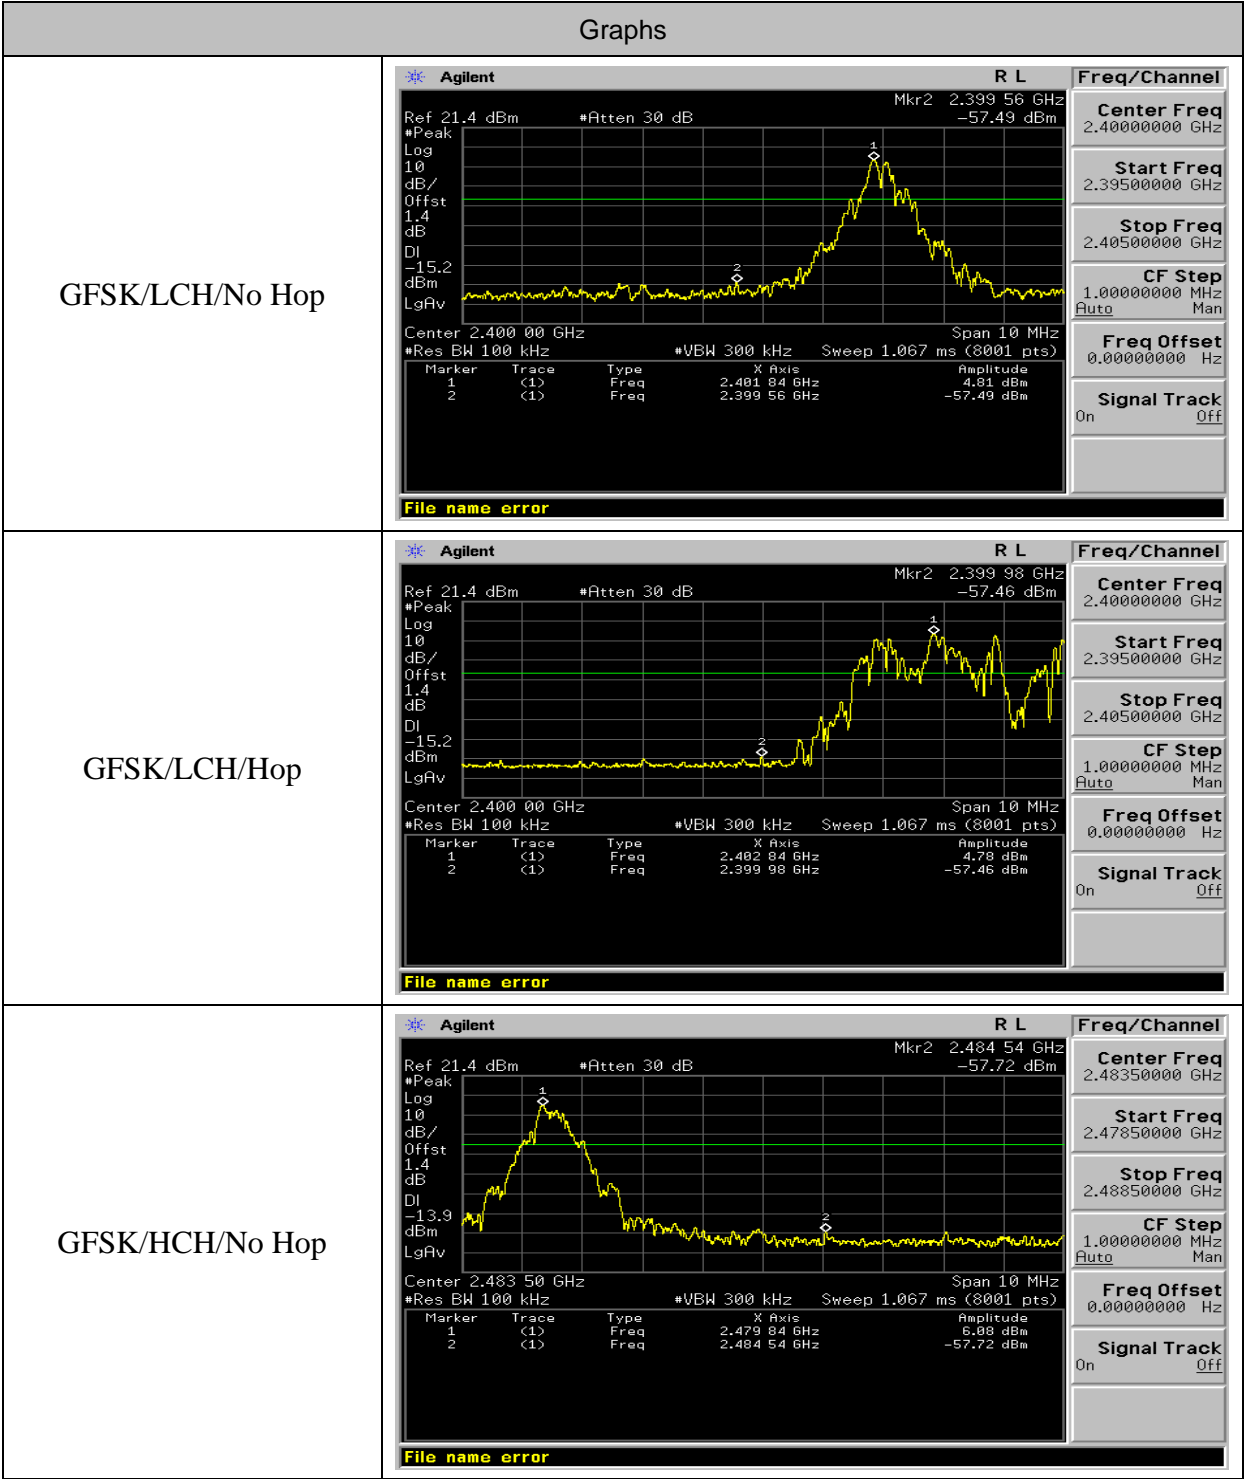 Graphs
GFSK/LCH/No Hop
Agilent R L Freq/Channel
Mkr2 2.399 56 GHz
Ref 21.4 dBm #Atten 30 dB -57.49 dBm
#Peak
Log
10
dB/
Offst
1.4
dB
DI
-15.2
dBm
LgAv
1
2
Center 2.400 00 GHz Span 10 MHz
#Res BW 100 kHz #VBW 300 kHz Sweep 1.067 ms (8001 pts)
Marker Trace Type X Axis Amplitude
1 (1) Freq 2.401 84 GHz 4.81 dBm
2 (1) Freq 2.399 56 GHz -57.49 dBm
File name error
Center Freq
2.40000000 GHz
Start Freq
2.39500000 GHz
Stop Freq
2.40500000 GHz
CF Step
1.00000000 MHz
Auto Man
Freq Offset
0.00000000 Hz
Signal Track
On Off
GFSK/LCH/Hop
Agilent R L Freq/Channel
Mkr2 2.399 98 GHz
Ref 21.4 dBm #Atten 30 dB -57.46 dBm
#Peak
Log
10
dB/
Offst
1.4
dB
DI
-15.2
dBm
LgAv
1
2
Center 2.400 00 GHz Span 10 MHz
#Res BW 100 kHz #VBW 300 kHz Sweep 1.067 ms (8001 pts)
Marker Trace Type X Axis Amplitude
1 (1) Freq 2.402 84 GHz 4.78 dBm
2 (1) Freq 2.399 98 GHz -57.46 dBm
File name error
Center Freq
2.40000000 GHz
Start Freq
2.39500000 GHz
Stop Freq
2.40500000 GHz
CF Step
1.00000000 MHz
Auto Man
Freq Offset
0.00000000 Hz
Signal Track
On Off
GFSK/HCH/No Hop
Agilent R L Freq/Channel
Mkr2 2.484 54 GHz
Ref 21.4 dBm #Atten 30 dB -57.72 dBm
#Peak
Log
10
dB/
Offst
1.4
dB
DI
-13.9
dBm
LgAv
1
2
Center 2.483 50 GHz Span 10 MHz
#Res BW 100 kHz #VBW 300 kHz Sweep 1.067 ms (8001 pts)
Marker Trace Type X Axis Amplitude
1 (1) Freq 2.479 84 GHz 6.08 dBm
2 (1) Freq 2.484 54 GHz -57.72 dBm
File name error
Center Freq
2.48350000 GHz
Start Freq
2.47850000 GHz
Stop Freq
2.48850000 GHz
CF Step
1.00000000 MHz
Auto Man
Freq Offset
0.00000000 Hz
Signal Track
On Off